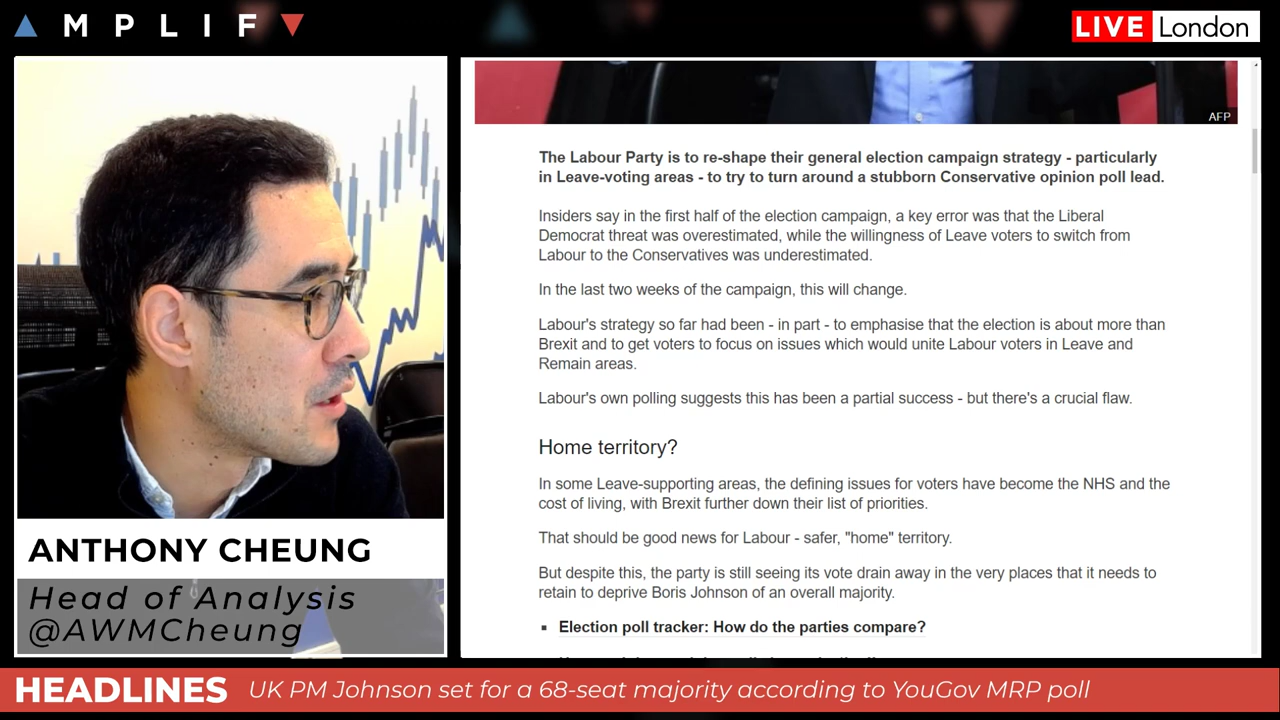 AMPLIFY
LIVE London
AFP
The Labour Party is to re-shape their general election campaign strategy - particularly
in Leave-voting areas - to try to turn around a stubborn Conservative opinion poll lead.
Insiders say in the first half of the election campaign, a key error was that the Liberal
Democrat threat was overestimated, while the willingness of Leave voters to switch from
Labour to the Conservatives was underestimated.
In the last two weeks of the campaign, this will change.
Labour's strategy so far had been - in part - to emphasise that the election is about more than
Brexit and to get voters to focus on issues which would unite Labour voters in Leave and
Remain areas.
Labour's own polling suggests this has been a partial success - but there's a crucial flaw.
Home territory?
In some Leave-supporting areas, the defining issues for voters have become the NHS and the
cost of living, with Brexit further down their list of priorities.
That should be good news for Labour - safer, "home" territory.
But despite this, the party is still seeing its vote drain away in the very places that it needs to
retain to deprive Boris Johnson of an overall majority.
Election poll tracker: How do the parties compare?
ANTHONY CHEUNG
Head of Analysis
@AWMCheung
HEADLINES UK PM Johnson set for a 68-seat majority according to YouGov MRP poll